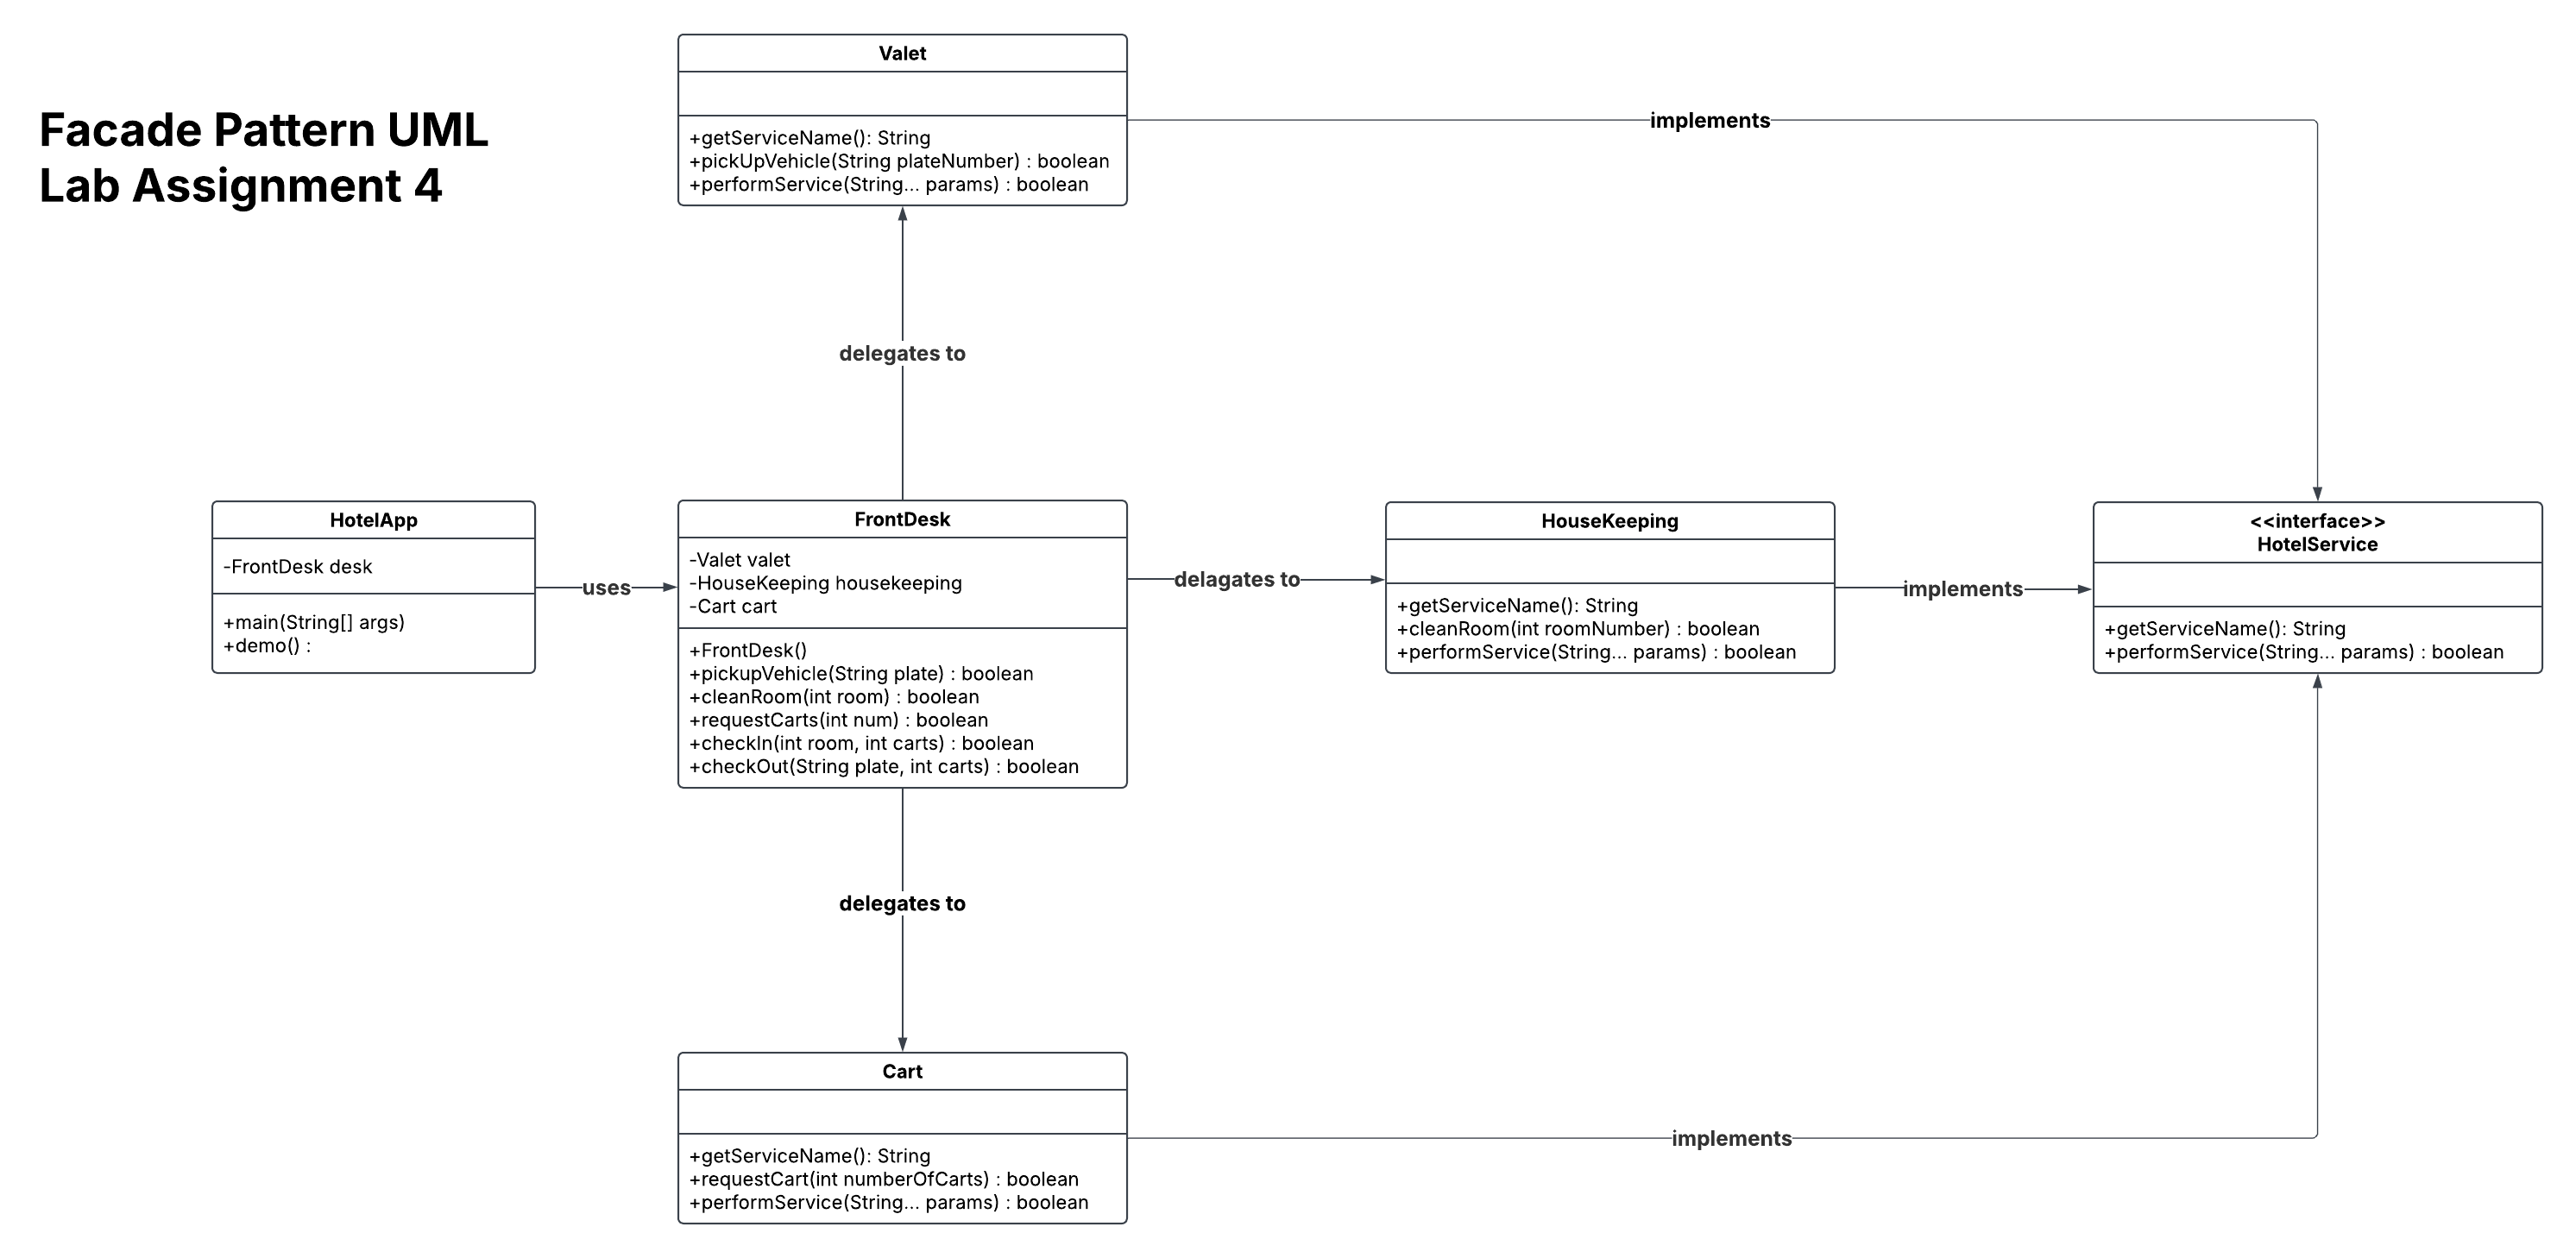 Facade Pattern UML
Lab Assignment 4
Valet
+getServiceName(): String
+pickUpVehicle(String plateNumber) : boolean
+performService(String... params) : boolean
implements
delegates to
HotelApp
-FrontDesk desk
+main(String[] args)
+demo() :
uses
FrontDesk
-Valet valet
-HouseKeeping housekeeping
-Cart cart
+FrontDesk()
+pickupVehicle(String plate) : boolean
+cleanRoom(int room) : boolean
+requestCarts(int num) : boolean
+checkIn(int room, int carts) : boolean
+checkOut(String plate, int carts) : boolean
delagates to
HouseKeeping
+getServiceName(): String
+cleanRoom(int roomNumber) : boolean
+performService(String... params) : boolean
implements
<<interface>>
HotelService
+getServiceName(): String
+performService(String... params) : boolean
delegates to
Cart
+getServiceName(): String
+requestCart(int numberOfCarts) : boolean
+performService(String... params) : boolean
implements